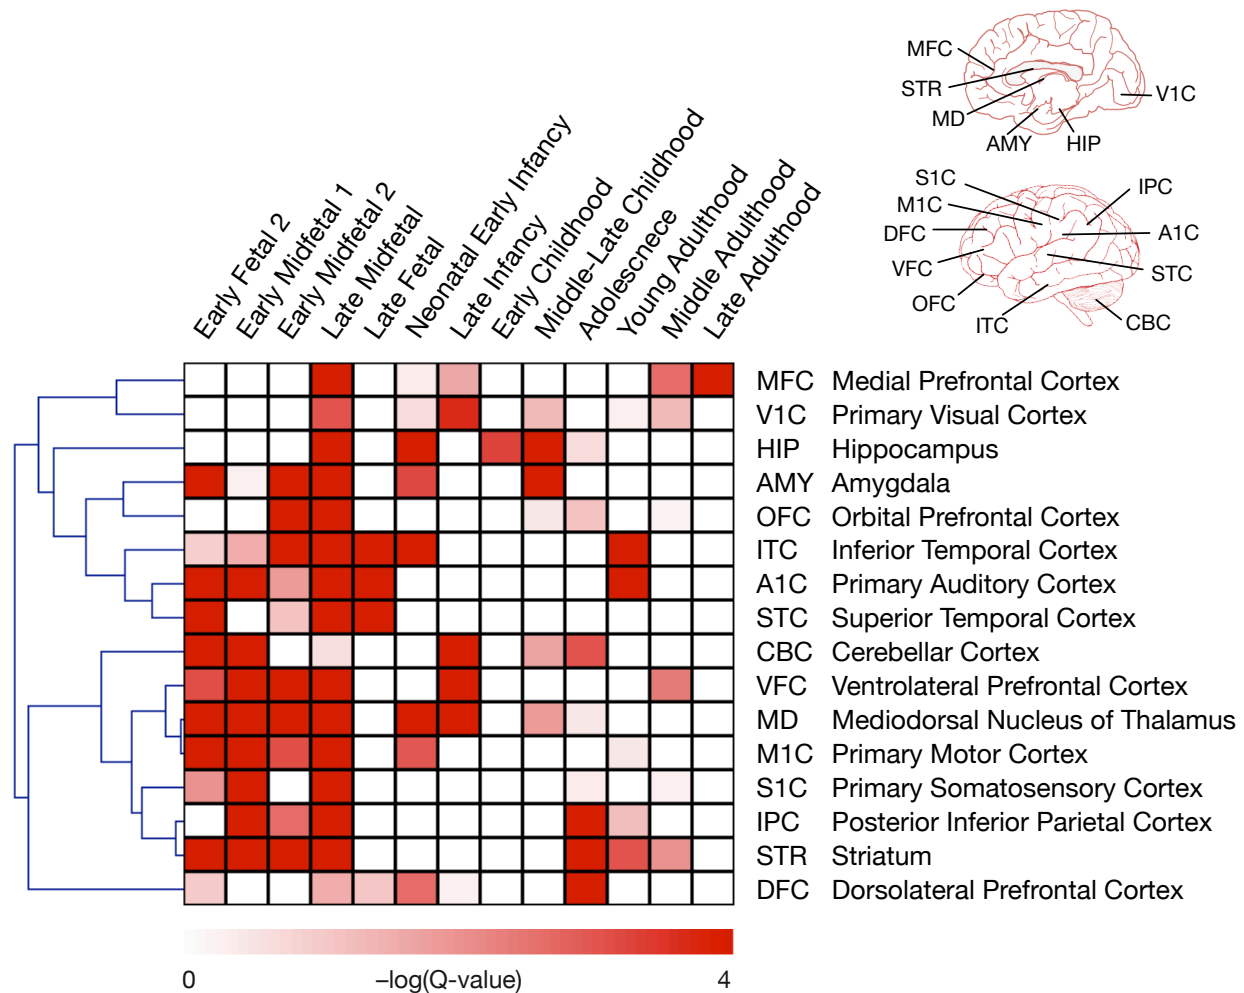 MFC
STR
MD
AMY
HIP
V1C
S1C
M1C
DFC
VFC
OFC
ITC
IPC
A1C
STC
CBC
Early Fetal 2
Early Midfetal 1
Early Midfetal 2
Late Midfetal
Late Fetal
Neonatal Early Infancy
Late Infancy
Early Childhood
Middle-Late Childhood
Adolescnece
Young Adulthood
Middle Adulthood
Late Adulthood
MFC Medial Prefrontal Cortex
V1C Primary Visual Cortex
HIP Hippocampus
AMY Amygdala
OFC Orbital Prefrontal Cortex
ITC Inferior Temporal Cortex
A1C Primary Auditory Cortex
STC Superior Temporal Cortex
CBC Cerebellar Cortex
VFC Ventrolateral Prefrontal Cortex
MD Mediodorsal Nucleus of Thalamus
M1C Primary Motor Cortex
S1C Primary Somatosensory Cortex
IPC Posterior Inferior Parietal Cortex
STR Striatum
DFC Dorsolateral Prefrontal Cortex
0 –log(Q-value) 4